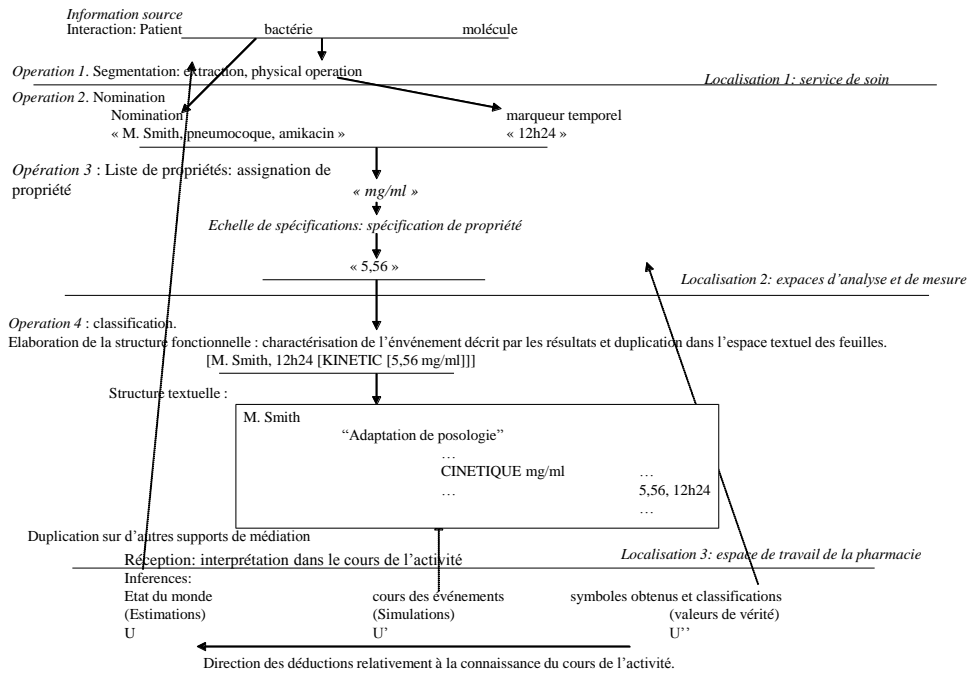 Information source
Interaction: Patient bactérie molécule
Operation 1. Segmentation: extraction, physical operation
Localisation 1: service de soin
Operation 2. Nomination
Nomination marqueur temporel
« M. Smith, pneumocoque, amikacin » « 12h24 »
Opération 3 : Liste de propriétés: assignation de
propriété
« mg/ml »
Echelle de spécifications: spécification de propriété
« 5,56 »
Localisation 2: expaces d’analyse et de mesure
Operation 4 : classification.
Elaboration de la structure fonctionnelle : charactérisation de l’énvénement décrit par les résultats et duplication dans l’espace textuel des feuilles.
[M. Smith, 12h24 [KINETIC [5,56 mg/ml]]]
Structure textuelle :
M. Smith
“Adaptation de posologie”
…
CINETIQUE mg/ml …
… 5,56, 12h24
…
Duplication sur d’autres supports de médiation
Réception: interprétation dans le cours de l’activité
Localisation 3: espace de travail de la pharmacie
Inferences:
Etat du monde cours des événements symboles obtenus et classifications
(Estimations) (Simulations) (valeurs de vérité)
U U’ U’’
Direction des déductions relativement à la connaissance du cours de l’activité.